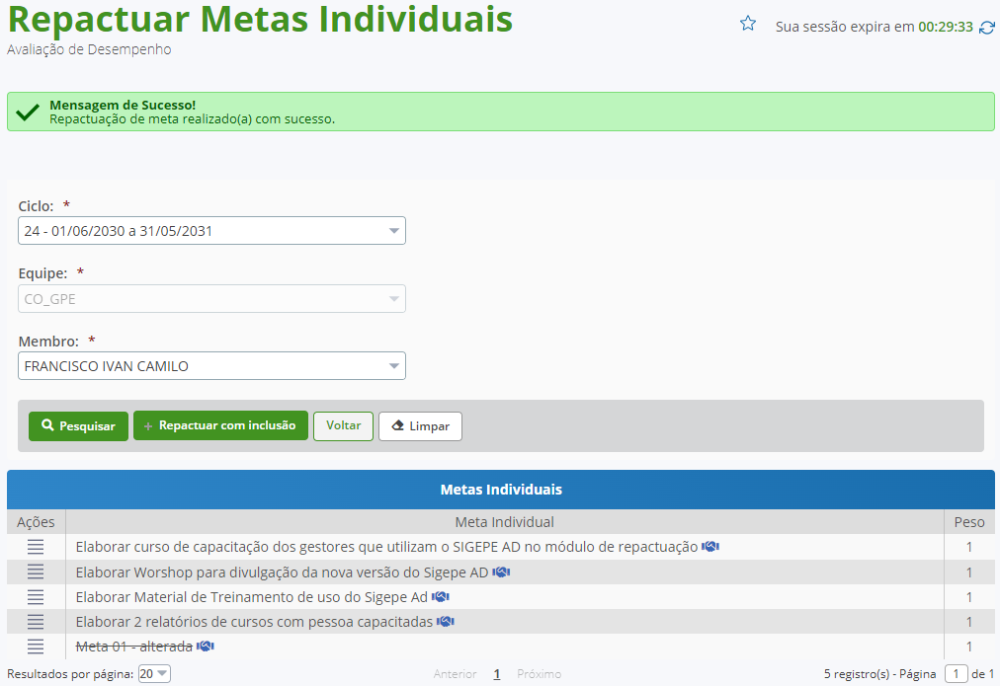 Repactuar Metas Individuais
Sua sessão expira em 00:29:33
Avaliação de Desempenho
Mensagem de Sucesso!
Repactuação de meta realizado(a) com sucesso.
Ciclo: *
24 - 01/06/2030 a 31/05/2031
Equipe: *
CO_GPE
Membro: *
FRANCISCO IVAN CAMILO
Pesquisar + Repactuar com inclusão Voltar Limpar
Metas Individuais
Ações Meta Individual Peso
Elaborar curso de capacitação dos gestores que utilizam o SIGEPE AD no módulo de repactuação 1
Elaborar Worshop para divulgação da nova versão do Sigepe AD 1
Elaborar Material de Treinamento de uso do Sigepe Ad 1
Elaborar 2 relatórios de cursos com pessoa capacitadas 1
Meta 01 - alterada 1
Resultados por página: 20 Anterior 1 Próximo 5 registro(s) - Página 1 de 1